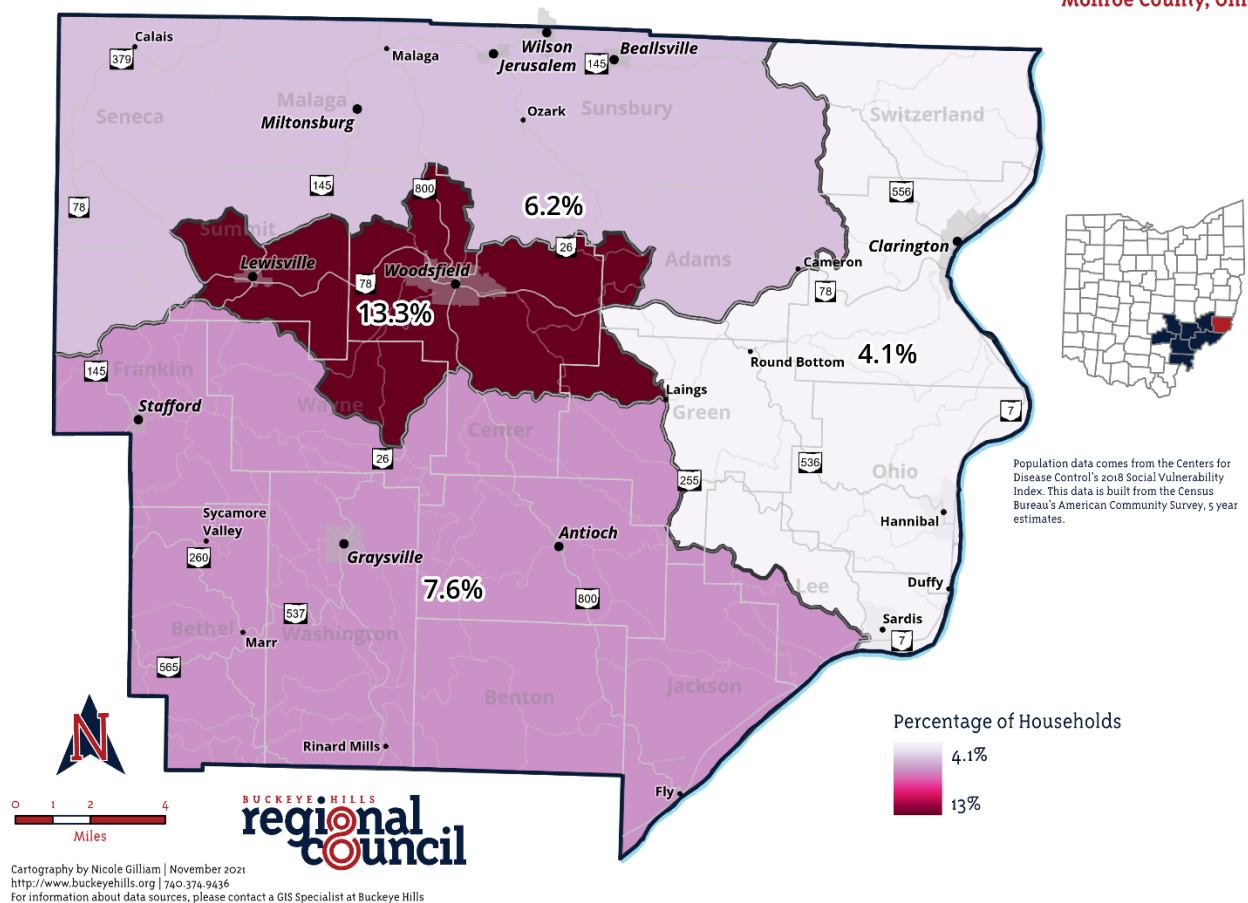 Monroe County, Ohi
Calais
379
Malaga
Wilson
Jerusalem
145
Beallsville
Seneca
Malaga
Miltonsburg
Ozark
Sunsbury
Switzerland
78
145
800
6.2%
556
Summit
26
Clarington
Lewisville
78
Woodsfield
Adams
Cameron
78
13.3%
Round Bottom
4.1%
145
Franklin
Stafford
Wayne
Laings
Green
7
Center
26
255
536
Ohio
Population data comes from the Centers for
Disease Control's 2018 Social Vulnerability
Index. This data is built from the Census
Bureau's American Community Survey, 5 year
estimates.
Sycamore
Valley
260
Graysville
Antioch
Hannibal
7.6%
800
Lee
Duffy
537
Bethel
Marr
Washington
Sardis
7
565
Benton
Jackson
N
Rinard Mills
Fly
Percentage of Households
4.1%
13%
0 1 2 4
Miles
BUCKEYE HILLS
regional
council
Cartography by Nicole Gilliam | November 2021
http://www.buckeyehills.org | 740.374.9436
For information about data sources, please contact a GIS Specialist at Buckeye Hills